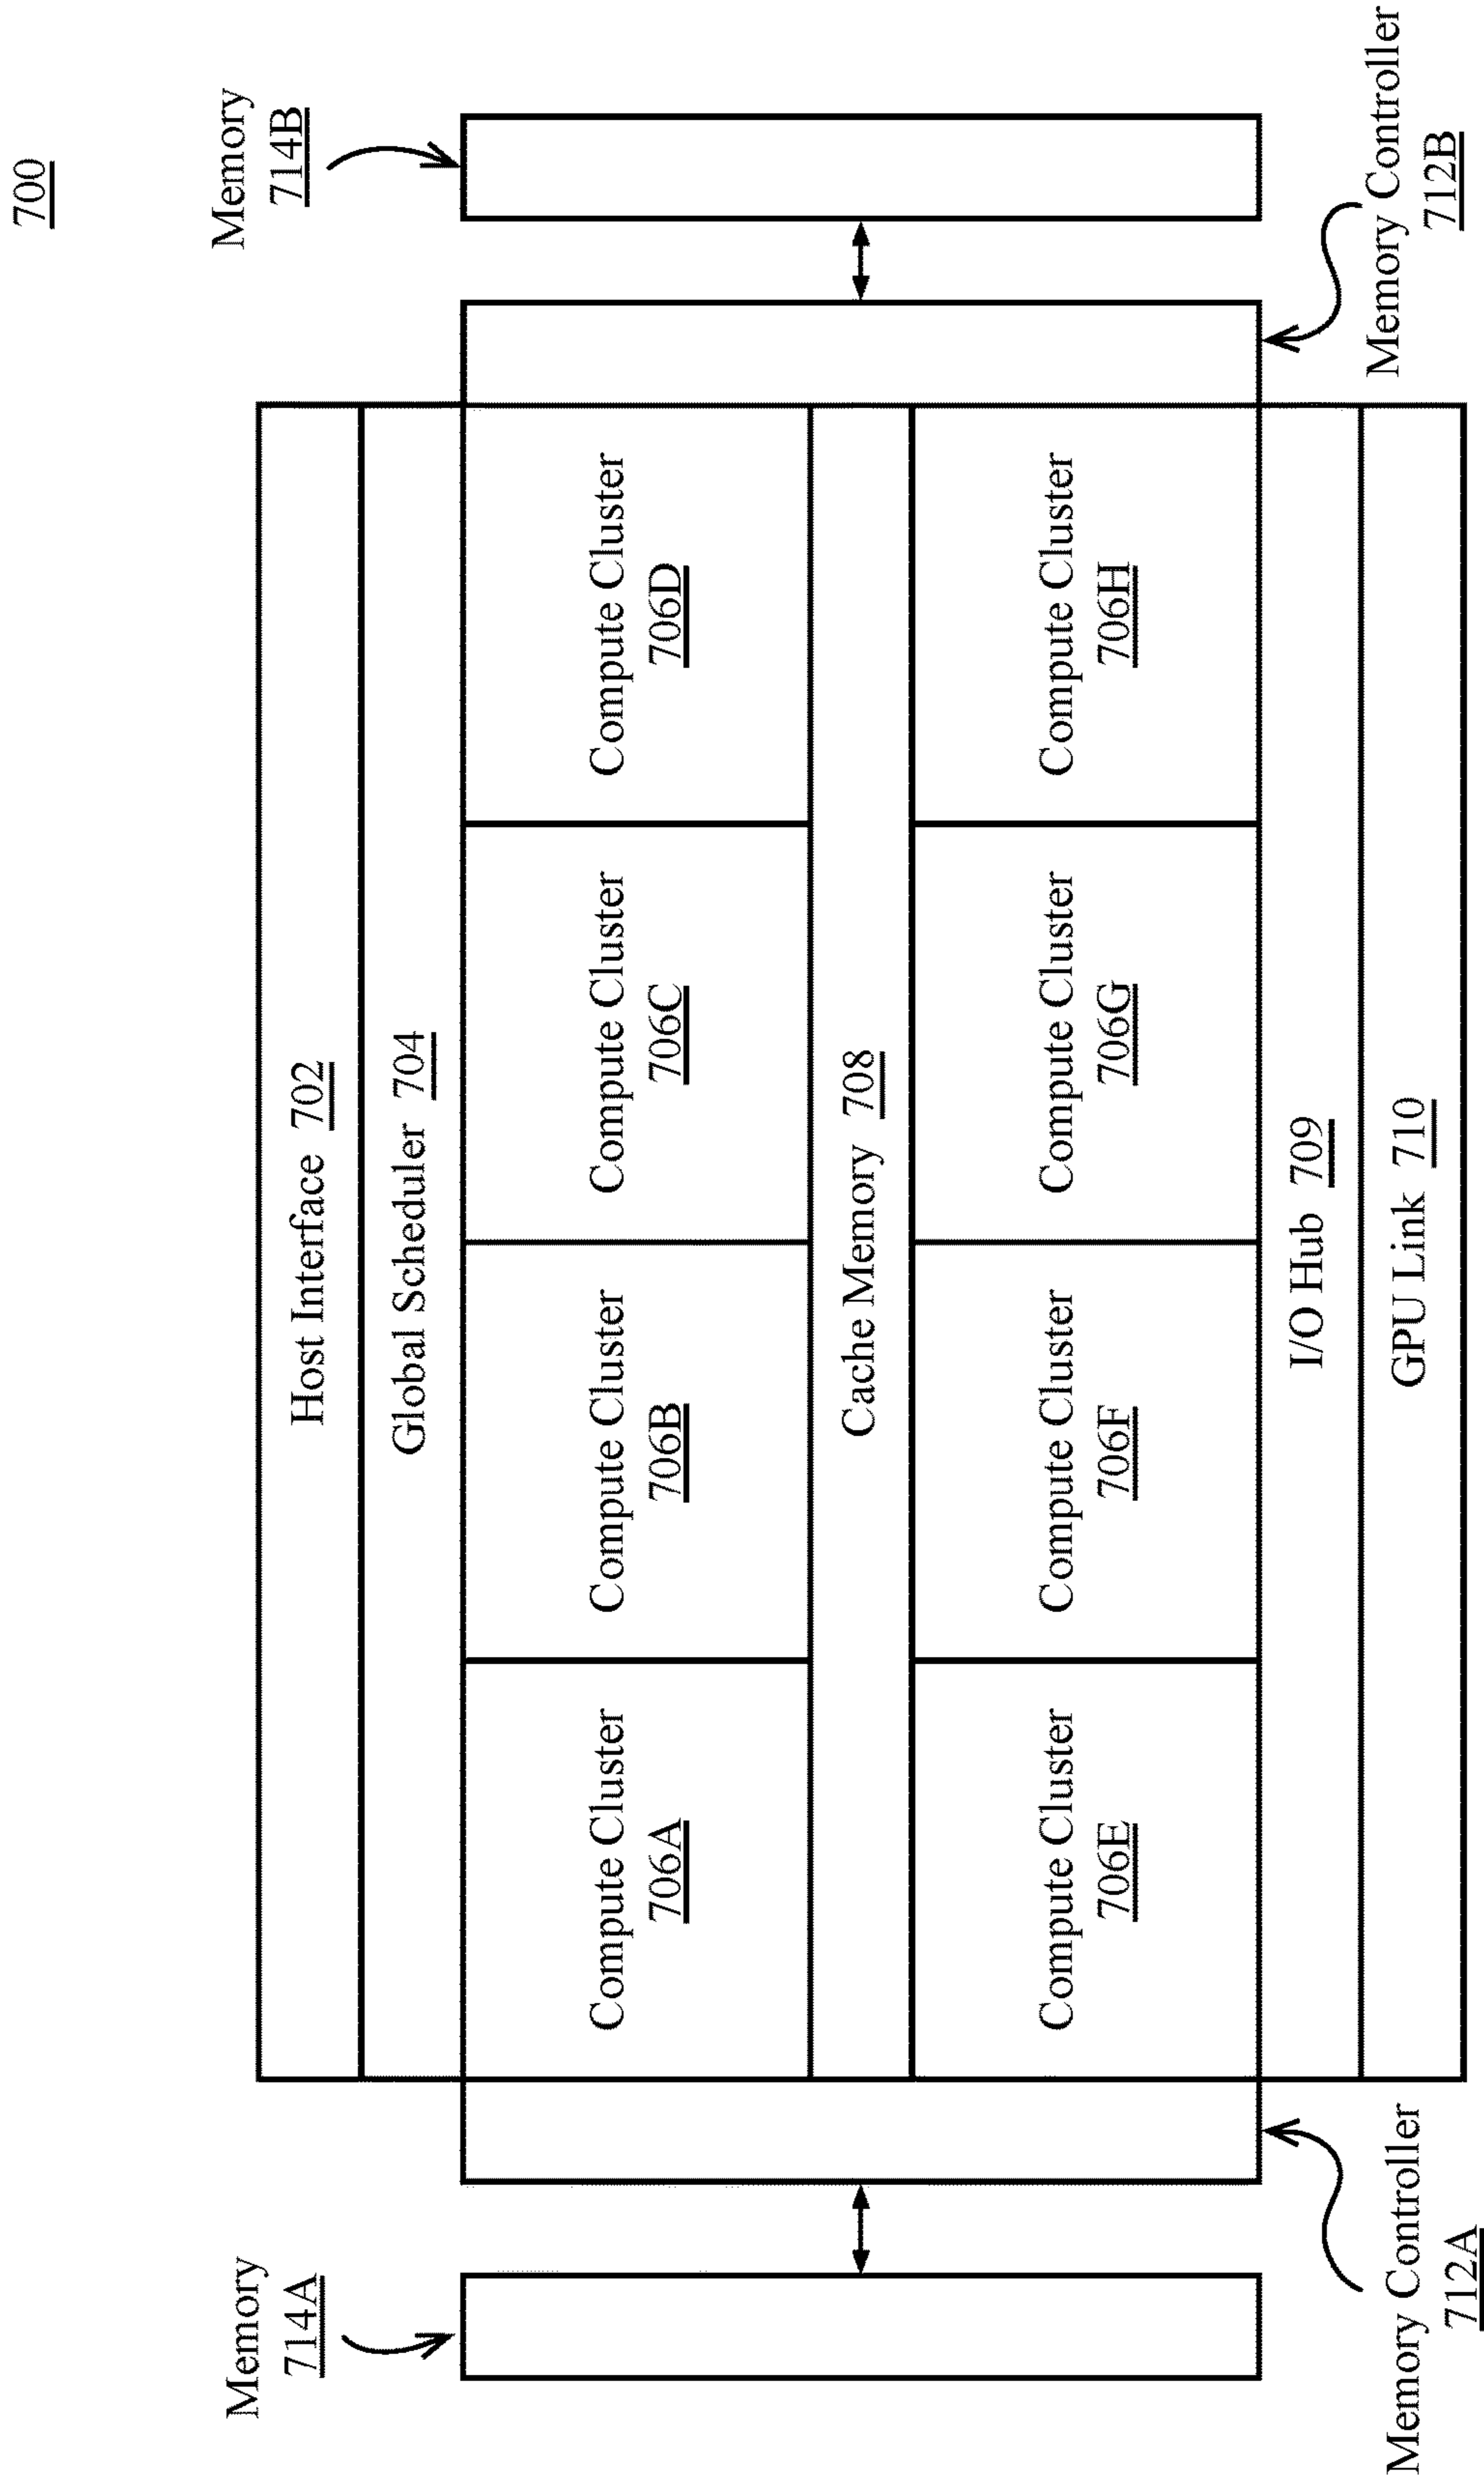 700
Memory
714B
Host Interface 702
Global Scheduler 704
Compute Cluster
706A
Compute Cluster
706B
Compute Cluster
706C
Compute Cluster
706D
Cache Memory 708
Compute Cluster
706E
Compute Cluster
706F
Compute Cluster
706G
Compute Cluster
706H
I/O Hub 709
GPU Link 710
Memory
714A
Memory Controller
712A
Memory Controller
712B